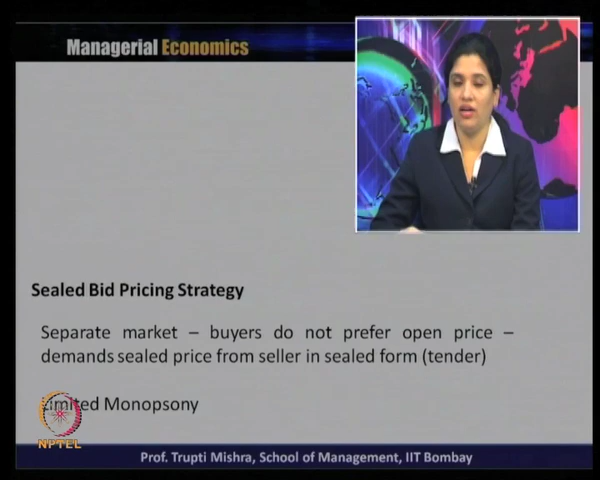 Managerial Economics
Sealed Bid Pricing Strategy
Separate market – buyers do not prefer open price –
demands sealed price from seller in sealed form (tender)
Limited Monopsony
NPTEL
Prof. Trupti Mishra, School of Management, IIT Bombay